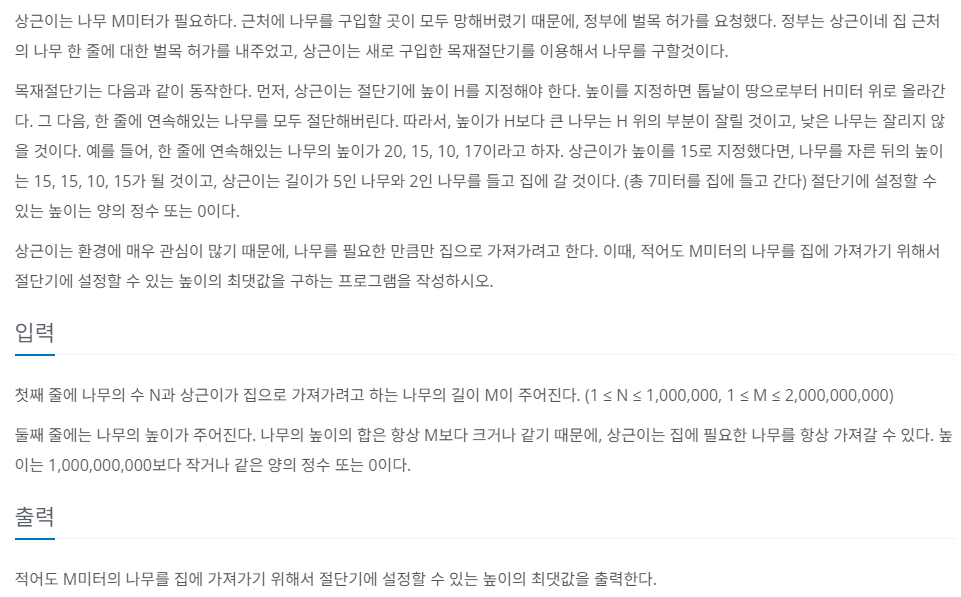 상근이는 나무 M미터가 필요하다. 근처에 나무를 구입할 곳이 모두 망해버렸기 때문에, 정부에 벌목 허가를 요청했다. 정부는 상근이네 집 근처
의 나무 한 줄에 대한 벌목 허가를 내주었고, 상근이는 새로 구입한 목재절단기를 이용해서 나무를 구할것이다.
목재절단기는 다음과 같이 동작한다. 먼저, 상근이는 절단기에 높이 H를 지정해야 한다. 높이를 지정하면 톱날이 땅으로부터 H미터 위로 올라간
다. 그 다음, 한 줄에 연속해있는 나무를 모두 절단해버린다. 따라서, 높이가 H보다 큰 나무는 H 위의 부분이 잘릴 것이고, 낮은 나무는 잘리지 않
을 것이다. 예를 들어, 한 줄에 연속해있는 나무의 높이가 20, 15, 10, 17이라고 하자. 상근이가 높이를 15로 지정했다면, 나무를 자른 뒤의 높이
는 15, 15, 10, 15가 될 것이고, 상근이는 길이가 5인 나무와 2인 나무를 들고 집에 갈 것이다. (총 7미터를 집에 들고 간다) 절단기에 설정할 수
있는 높이는 양의 정수 또는 0이다.
상근이는 환경에 매우 관심이 많기 때문에, 나무를 필요한 만큼만 집으로 가져가려고 한다. 이때, 적어도 M미터의 나무를 집에 가져가기 위해서
절단기에 설정할 수 있는 높이의 최댓값을 구하는 프로그램을 작성하시오.
입력
첫째 줄에 나무의 수 N과 상근이가 집으로 가져가려고 하는 나무의 길이 M이 주어진다. (1 ≤ N ≤ 1,000,000, 1 ≤ M ≤ 2,000,000,000)
둘째 줄에는 나무의 높이가 주어진다. 나무의 높이의 합은 항상 M보다 크거나 같기 때문에, 상근이는 집에 필요한 나무를 항상 가져갈 수 있다. 높
이는 1,000,000,000보다 작거나 같은 양의 정수 또는 0이다.
출력
적어도 M미터의 나무를 집에 가져가기 위해서 절단기에 설정할 수 있는 높이의 최댓값을 출력한다.